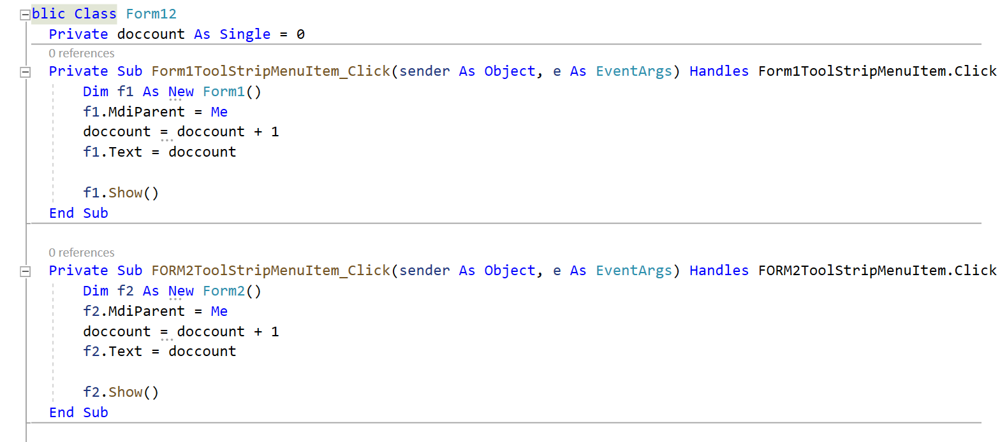 blic Class Form12
Private doccount As Single = 0
0 references
Private Sub Form1ToolStripMenuItem_Click(sender As Object, e As EventArgs) Handles Form1ToolStripMenuItem.Click
Dim f1 As New Form1()
f1.MdiParent = Me
doccount = doccount + 1
f1.Text = doccount
f1.Show()
End Sub
0 references
Private Sub FORM2ToolStripMenuItem_Click(sender As Object, e As EventArgs) Handles FORM2ToolStripMenuItem.Click
Dim f2 As New Form2()
f2.MdiParent = Me
doccount = doccount + 1
f2.Text = doccount
f2.Show()
End Sub